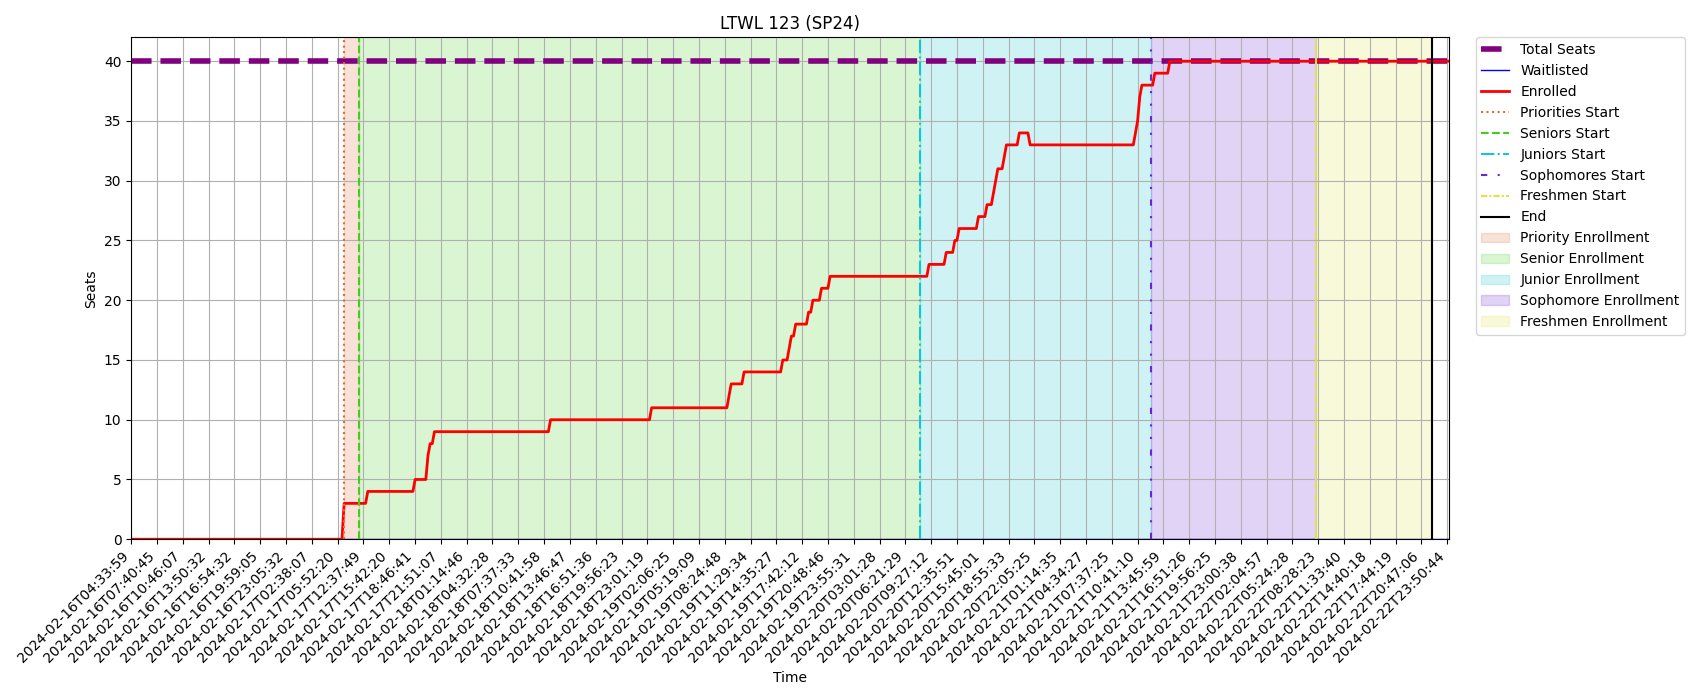 LTWL 123 (SP24)
Seats
40
35
30
25
20
15
10
5
0
2024-02-16T04:33:59
2024-02-16T07:40:45
2024-02-16T10:46:07
2024-02-16T13:50:32
2024-02-16T16:54:32
2024-02-16T19:59:05
2024-02-16T23:05:32
2024-02-17T02:38:07
2024-02-17T05:52:20
2024-02-17T12:37:49
2024-02-17T15:42:20
2024-02-17T18:46:41
2024-02-17T21:51:07
2024-02-18T01:14:46
2024-02-18T04:32:28
2024-02-18T07:37:33
2024-02-18T10:41:58
2024-02-18T13:46:47
2024-02-18T16:51:36
2024-02-18T19:56:23
2024-02-18T23:01:19
2024-02-19T02:06:25
2024-02-19T05:19:09
2024-02-19T08:24:48
2024-02-19T11:29:34
2024-02-19T14:35:27
2024-02-19T17:42:12
2024-02-19T20:48:46
2024-02-19T23:55:31
2024-02-20T03:01:28
2024-02-20T06:21:29
2024-02-20T09:27:12
2024-02-20T12:35:51
2024-02-20T15:45:01
2024-02-20T18:55:33
2024-02-20T22:05:25
2024-02-21T01:14:35
2024-02-21T04:34:27
2024-02-21T07:37:25
2024-02-21T10:41:10
2024-02-21T13:45:59
2024-02-21T16:51:26
2024-02-21T19:56:25
2024-02-21T23:00:38
2024-02-22T02:04:57
2024-02-22T05:24:28
2024-02-22T08:28:23
2024-02-22T11:33:40
2024-02-22T14:40:18
2024-02-22T17:44:19
2024-02-22T20:47:06
2024-02-22T23:50:44
Time
Total Seats
Waitlisted
Enrolled
Priorities Start
Seniors Start
Juniors Start
Sophomores Start
Freshmen Start
End
Priority Enrollment
Senior Enrollment
Junior Enrollment
Sophomore Enrollment
Freshmen Enrollment